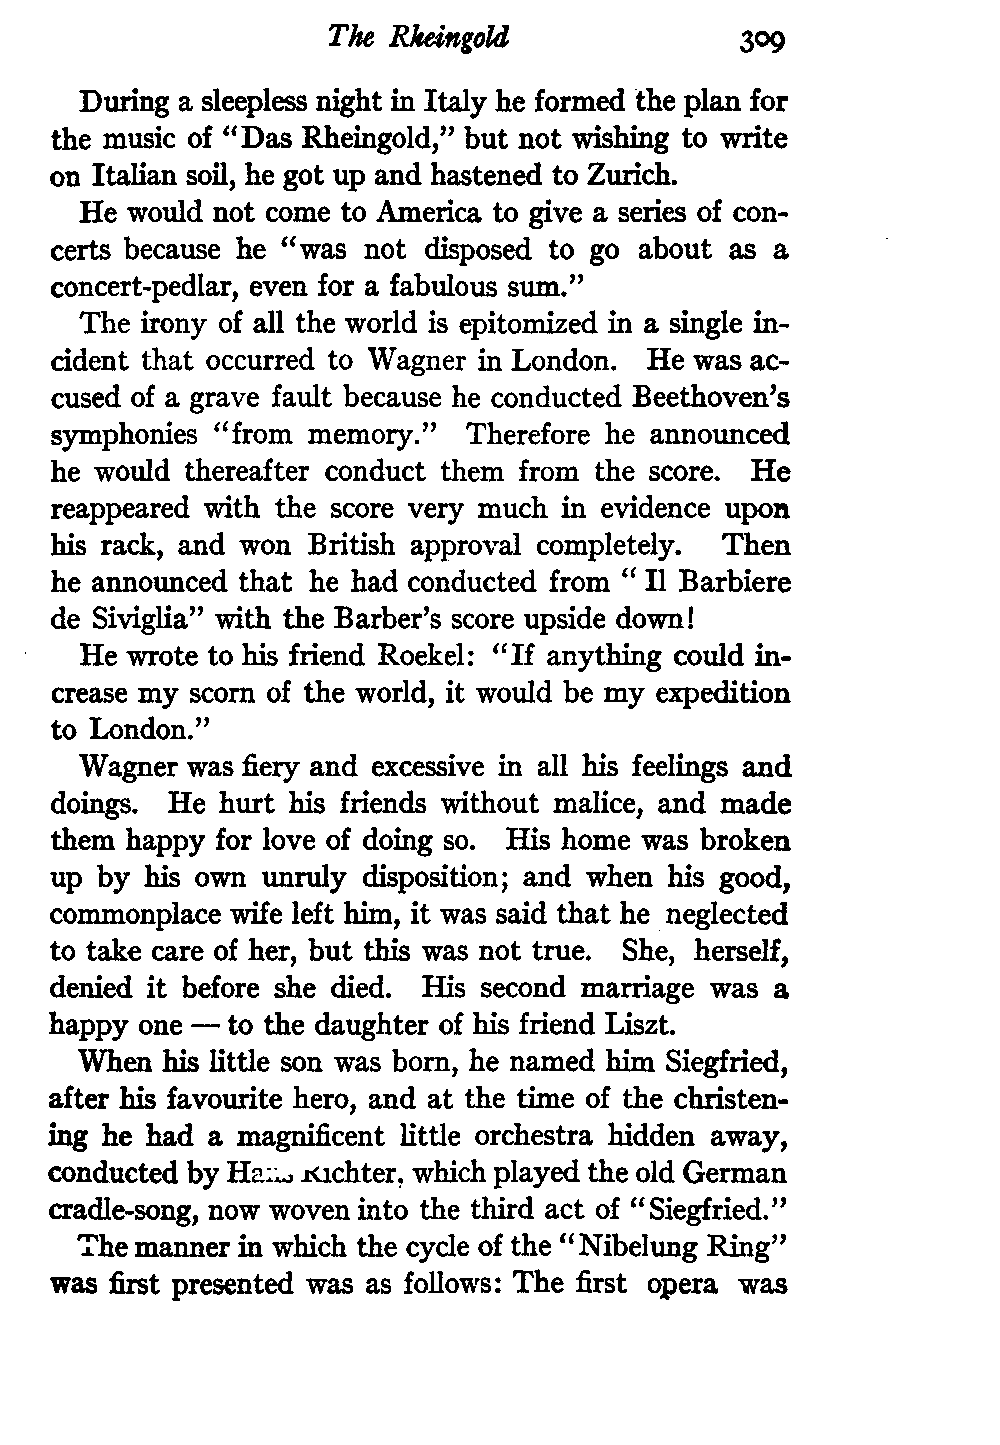 The Rheingold 309
During a sleepless night in Italy he formed the plan for
the music of "Das Rheingold," but not wishing to write
on Italian soil, he got up and hastened to Zurich.
He would not come to America to give a series of con-
certs because he "was not disposed to go about as a
concert-pedlar, even for a fabulous sum."
The irony of all the world is epitomized in a single in-
cident that occurred to Wagner in London. He was ac-
cused of a grave fault because he conducted Beethoven's
symphonies "from memory." Therefore he announced
he would thereafter conduct them from the score. He
reappeared with the score very much in evidence upon
his rack, and won British approval completely. Then
he announced that he had conducted from "Il Barbiere
de Siviglia" with the Barber's score upside down!
He wrote to his friend Roekel: "If anything could in-
crease my scorn of the world, it would be my expedition
to London."
Wagner was fiery and excessive in all his feelings and
doings. He hurt his friends without malice, and made
them happy for love of doing so. His home was broken
up by his own unruly disposition; and when his good,
commonplace wife left him, it was said that he neglected
to take care of her, but this was not true. She, herself,
denied it before she died. His second marriage was a
happy one — to the daughter of his friend Liszt.
When his little son was born, he named him Siegfried,
after his favourite hero, and at the time of the christen-
ing he had a magnificent little orchestra hidden away,
conducted by Hans Richter, which played the old German
cradle-song, now woven into the third act of "Siegfried."
The manner in which the cycle of the "Nibelung Ring"
was first presented was as follows: The first opera was